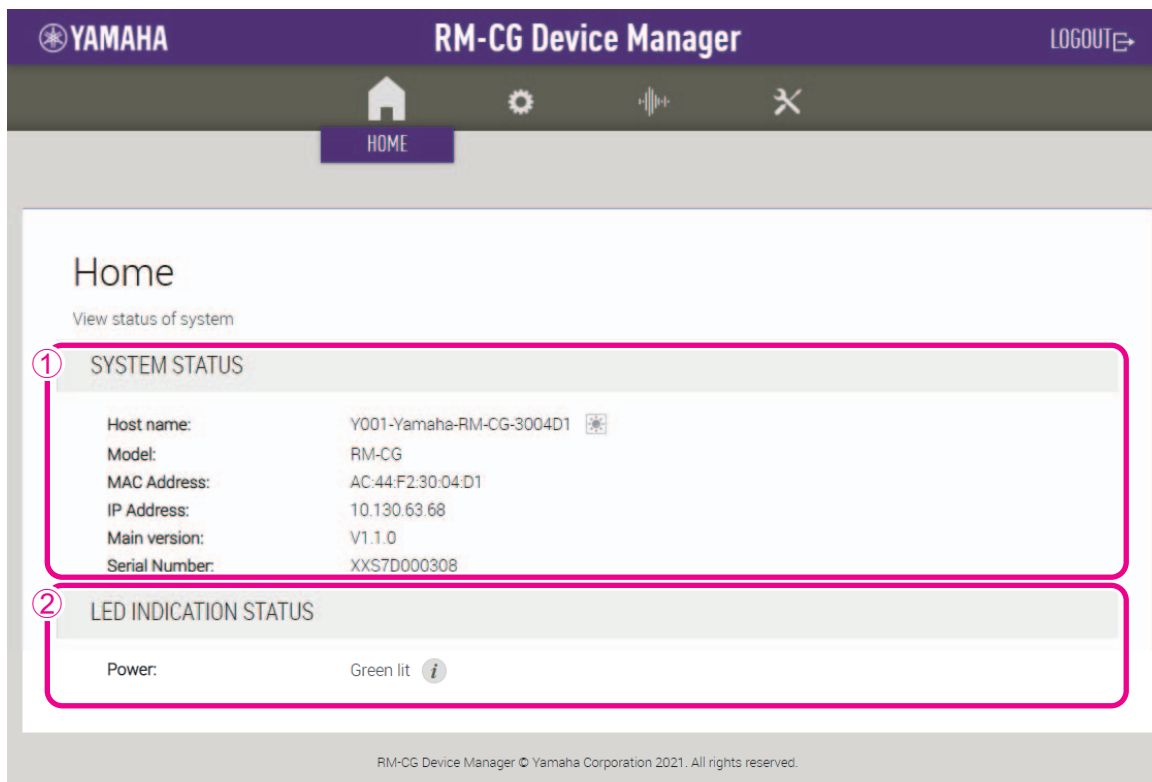 YAMAHA RM-CG Device Manager LOGOUT
HOME
Home
View status of system
① SYSTEM STATUS
Host name: Y001-Yamaha-RM-CG-3004D1
Model: RM-CG
MAC Address: AC:44:F2:30:04:D1
IP Address: 10.130.63.68
Main version: V1.1.0
Serial Number: XXS7D000308
② LED INDICATION STATUS
Power: Green lit i
RM-CG Device Manager © Yamaha Corporation 2021. All rights reserved.